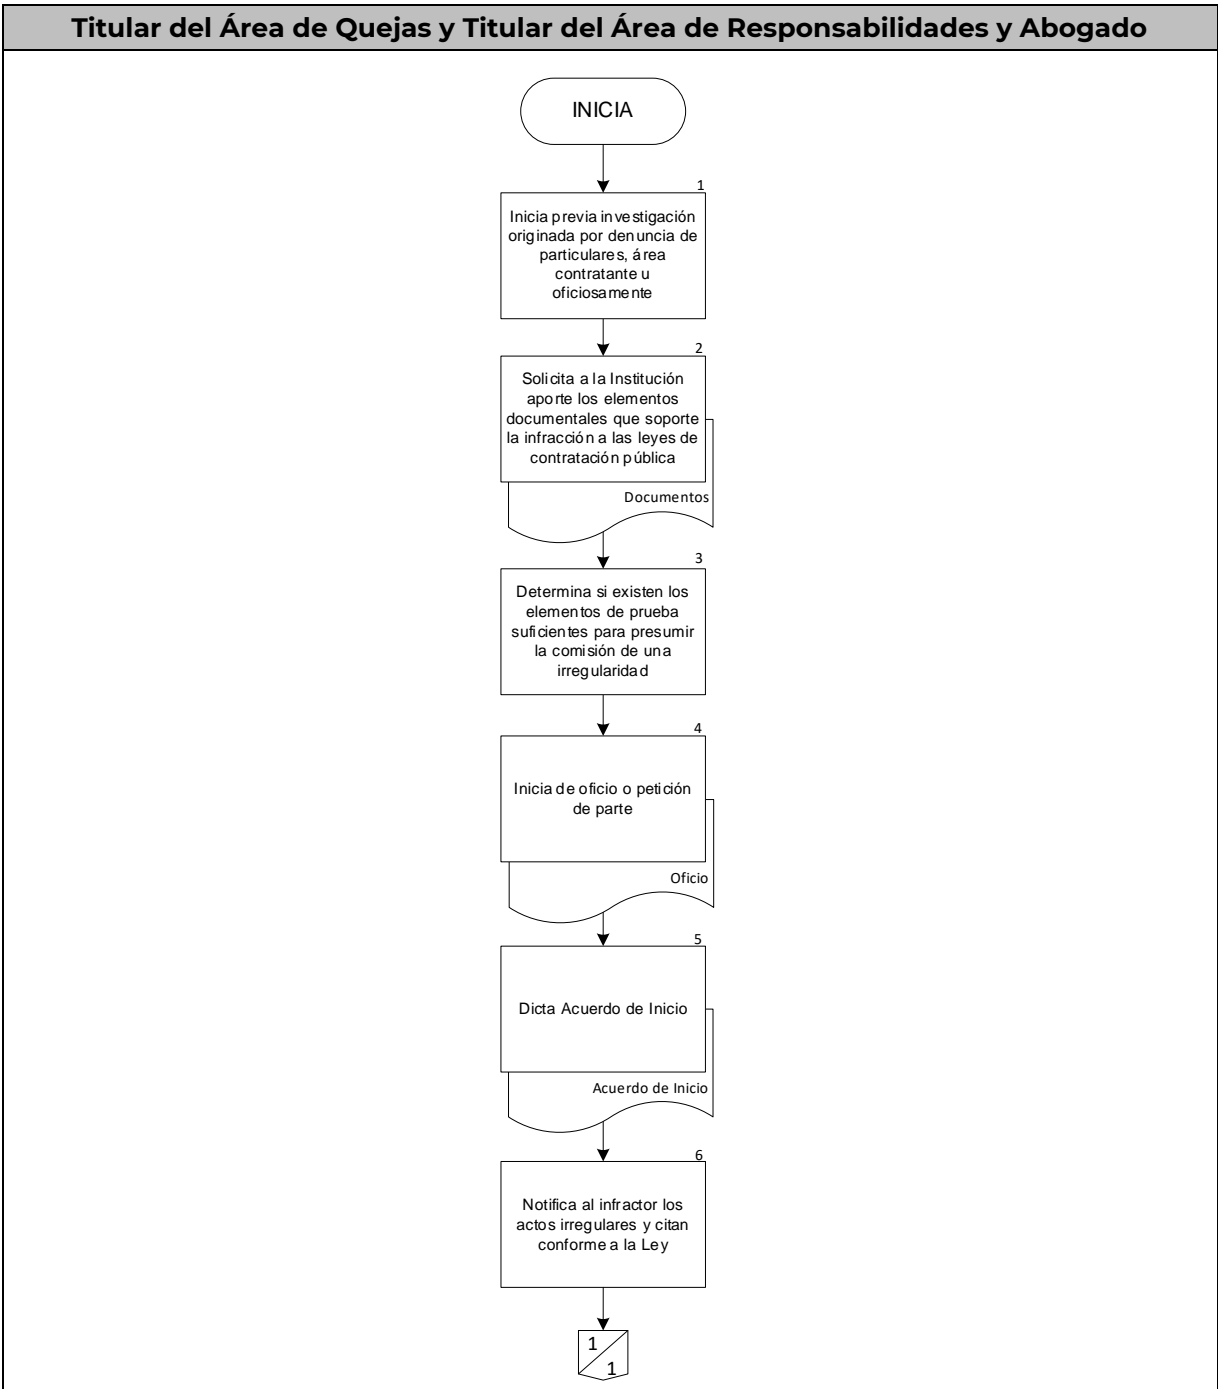 Titular del Área de Quejas y Titular del Área de Responsabilidades y Abogado
INICIA
1
Inicia previa investigación
originada por denuncia de
particulares, área
contratante u
oficiosamente
2
Solicita a la Institución
aporte los elementos
documentales que soporte
la infracción a las leyes de
contratación pública
Documentos
3
Determina si existen los
elementos de prueba
suficientes para presumir
la comisión de una
irregularidad
4
Inicia de oficio o petición
de parte
Oficio
5
Dicta Acuerdo de Inicio
Acuerdo de Inicio
6
Notifica al infractor los
actos irregulares y citan
conforme a la Ley
1
1